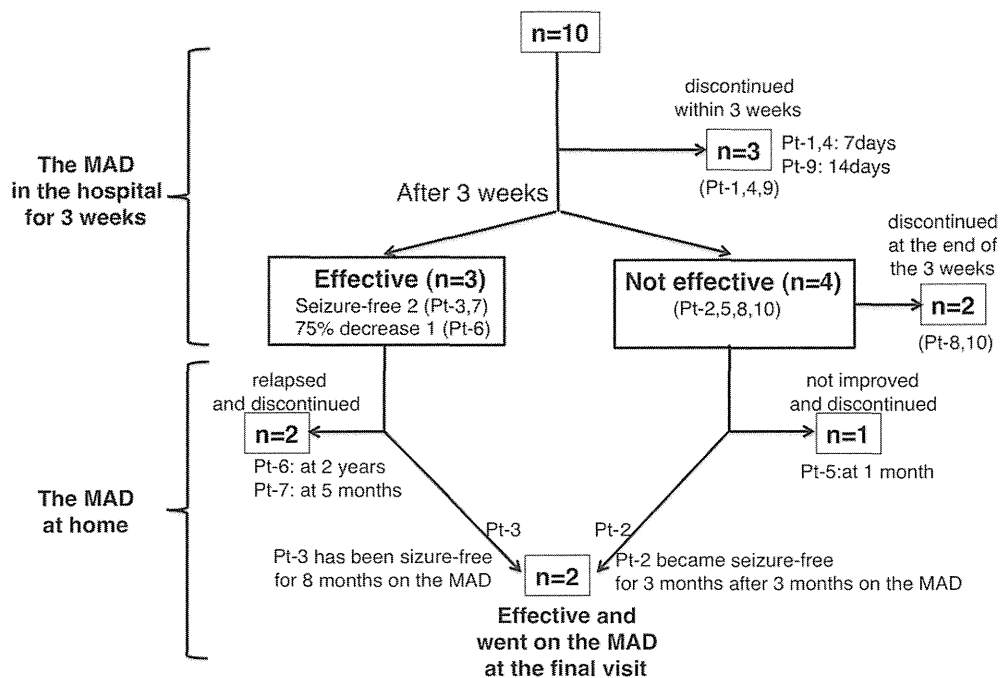 n=10
discontinued
within 3 weeks
n=3
Pt-1,4: 7days
Pt-9: 14days
(Pt-1,4,9)
The MAD
in the hospital
for 3 weeks
After 3 weeks
Effective (n=3)
Seizure-free 2 (Pt-3,7)
75% decrease 1 (Pt-6)
Not effective (n=4)
(Pt-2,5,8,10)
discontinued
at the end of
the 3 weeks
n=2
(Pt-8,10)
The MAD
at home
relapsed
and discontinued
n=2
Pt-6: at 2 years
Pt-7: at 5 months
not improved
and discontinued
n=1
Pt-5:at 1 month
Pt-3
Pt-2
Pt-3 has been sizure-free
for 8 months on the MAD
n=2
Pt-2 became seizure-free
for 3 months after 3 months on the MAD
Effective and
went on the MAD
at the final visit